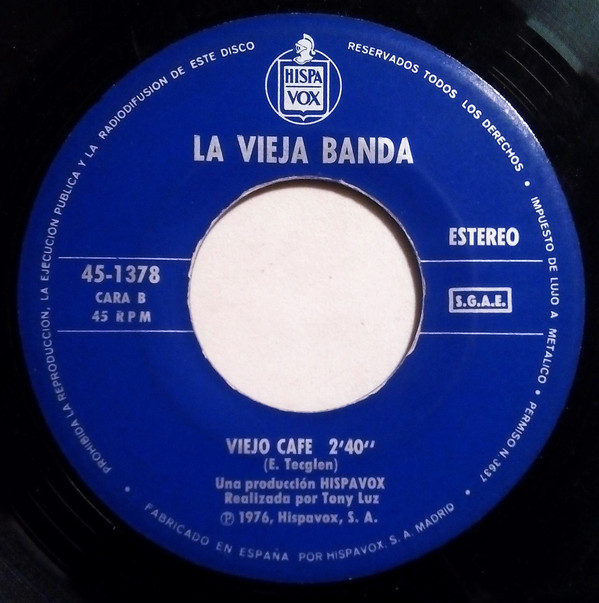 HISPA
VOX
LA VIEJA BANDA
ESTEREO
45-1378
CARA B
45 RPM
S.G.A.E.
VIEJO CAFE 2'40''
(E. Tecglen)
Una producción HISPAVOX
Realizada por Tony Luz
℗ 1976, Hispavox, S. A.
PROHIBIDA LA REPRODUCCION, LA EJECUCION PUBLICA Y LA RADIODIFUSION DE ESTE DISCO
RESERVADOS TODOS LOS DERECHOS • IMPUESTO DE LUJO A METALICO • PERMISO N 3637 •
FABRICADO EN ESPAÑA POR HISPAVOX, S. A. MADRID •